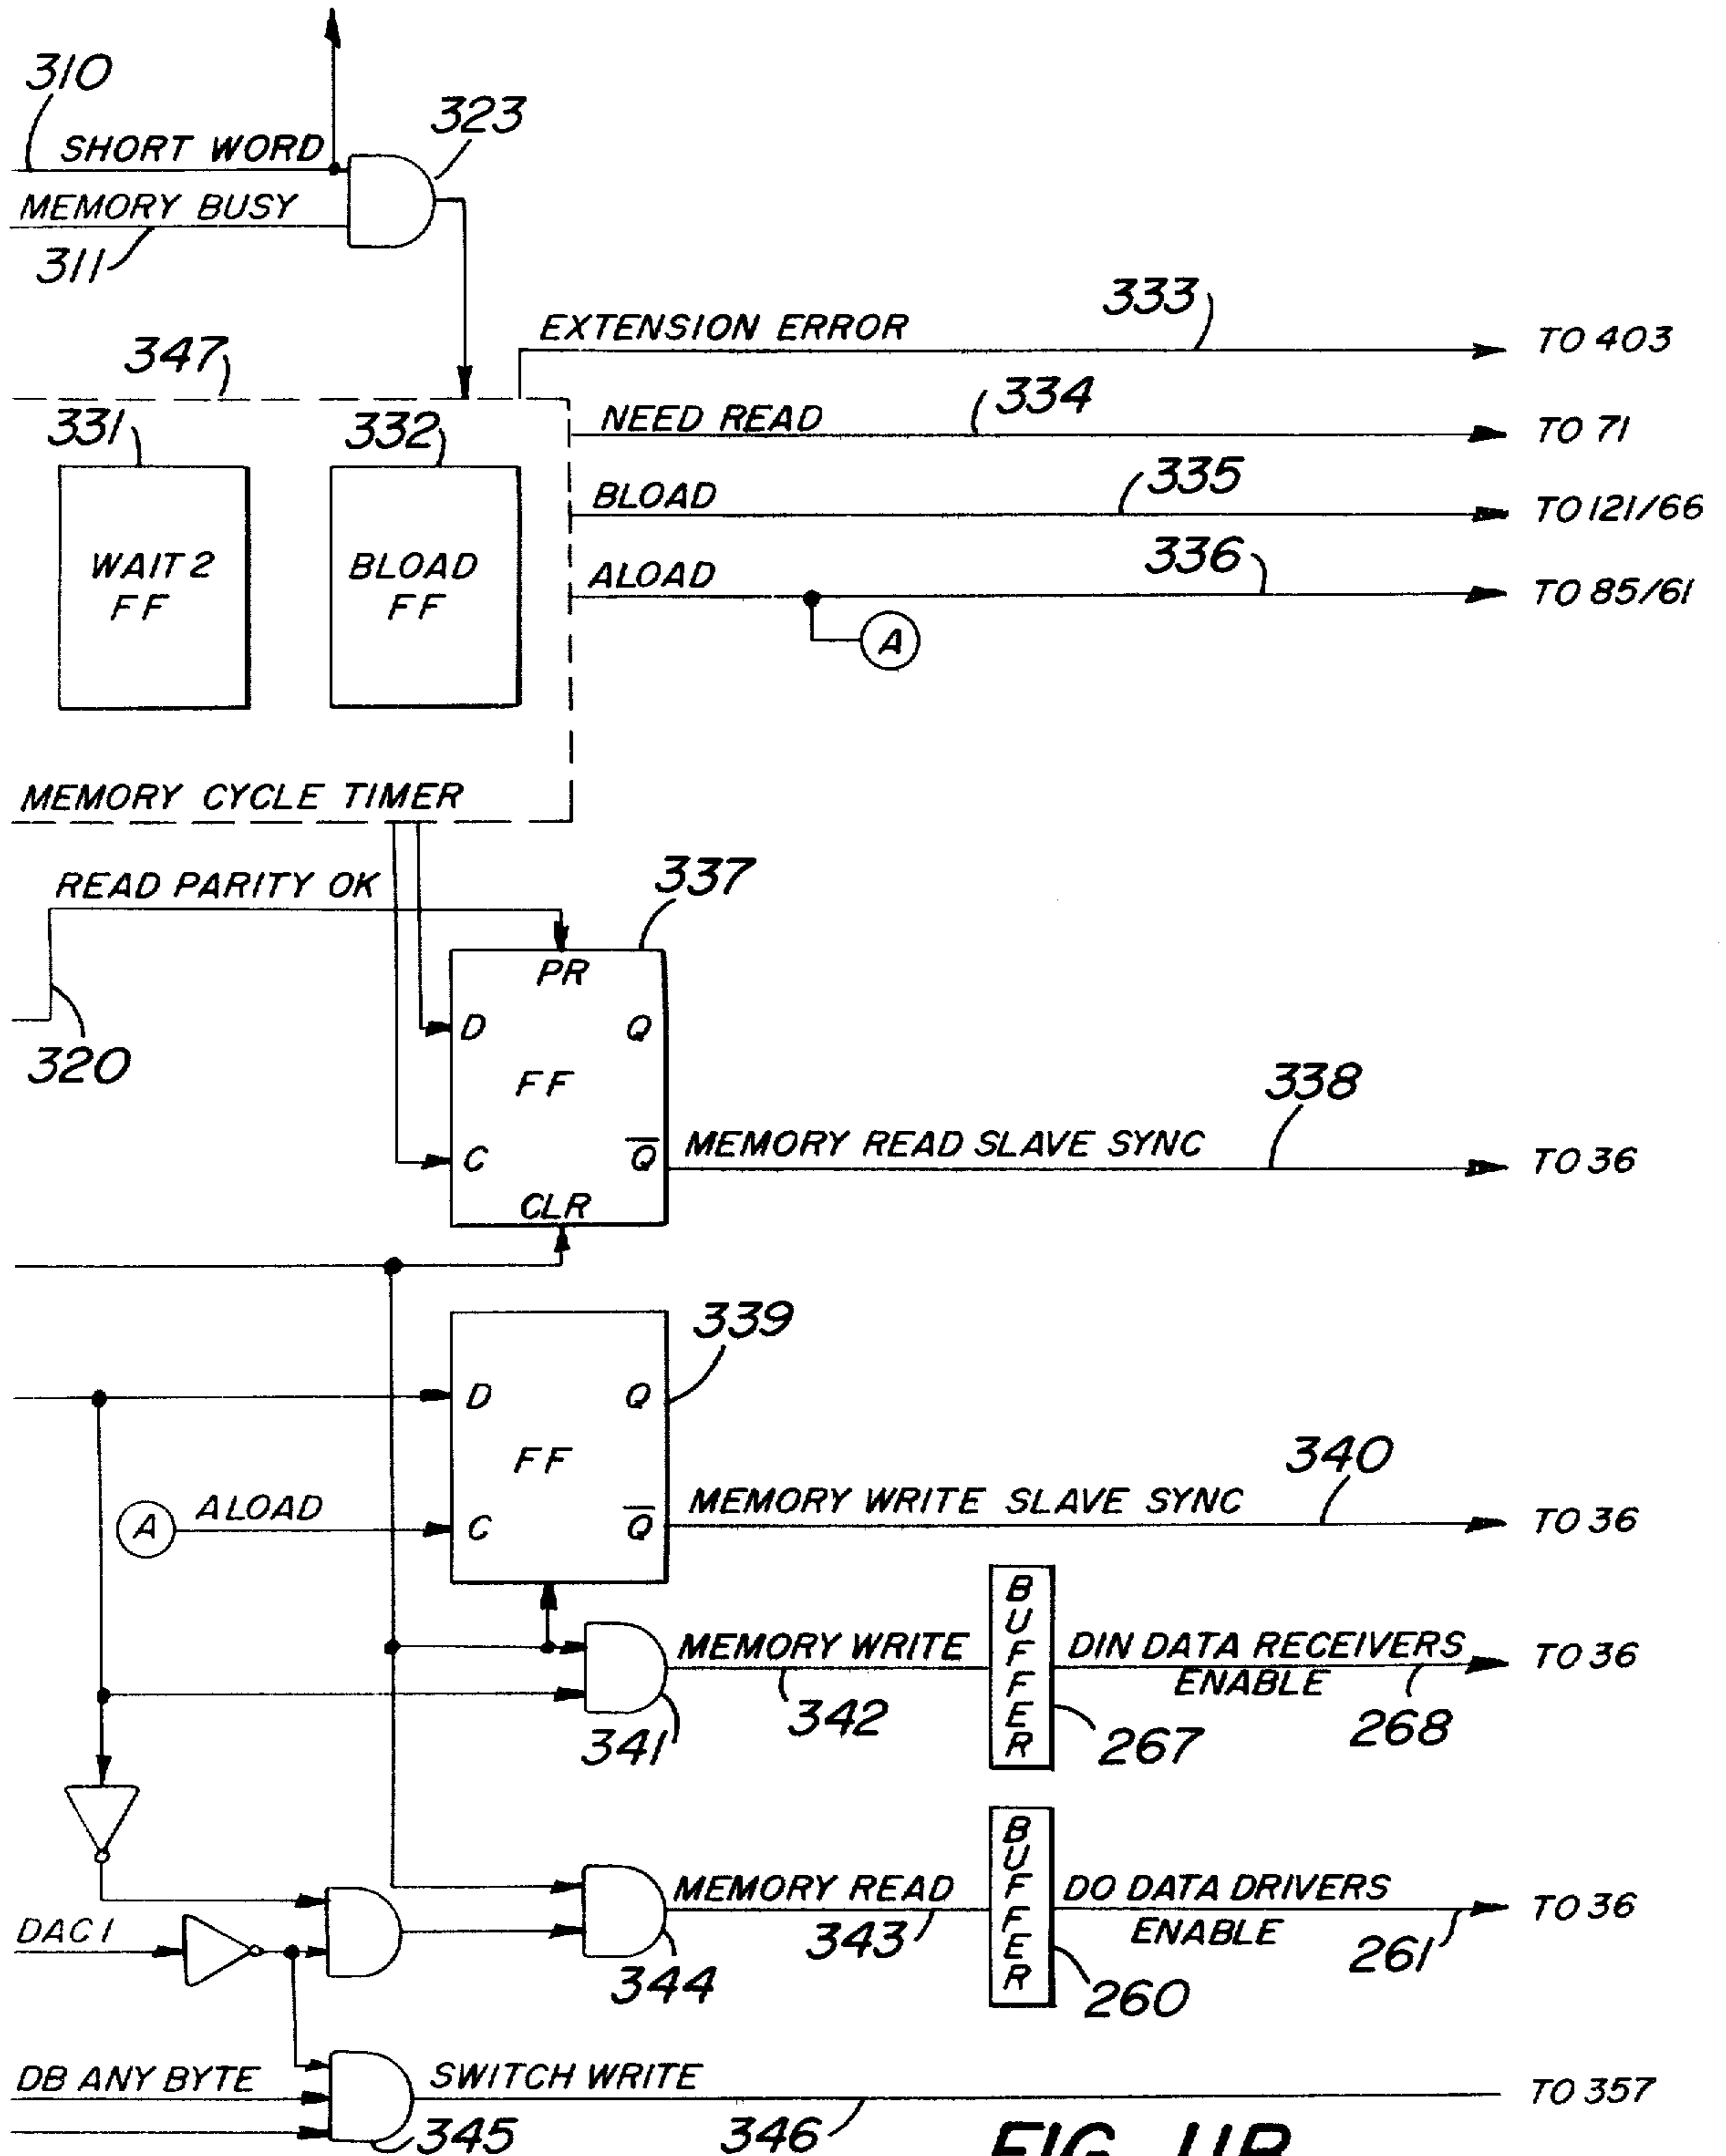 310
323
SHORT WORD
MEMORY BUSY
311
333
EXTENSION ERROR
TO 403
347
334
331
332
NEED READ
TO 71
335
BLOAD
TO 121/66
WAIT 2
FF
BLOAD
FF
336
ALOAD
TO 85/61
A
MEMORY CYCLE TIMER
337
READ PARITY OK
PR
D
Q
320
FF
338
C
Q̅
MEMORY READ SLAVE SYNC
TO 36
CLR
339
D
Q
FF
340
A
ALOAD
C
Q̅
MEMORY WRITE SLAVE SYNC
TO 36
BUFFER
MEMORY WRITE
DIN DATA RECEIVERS
ENABLE
TO 36
341
342
267
268
BUFFER
MEMORY READ
DO DATA DRIVERS
ENABLE
TO 36
DAC 1
343
261
344
260
DB ANY BYTE
SWITCH WRITE
TO 357
345
346
FIG. 11B